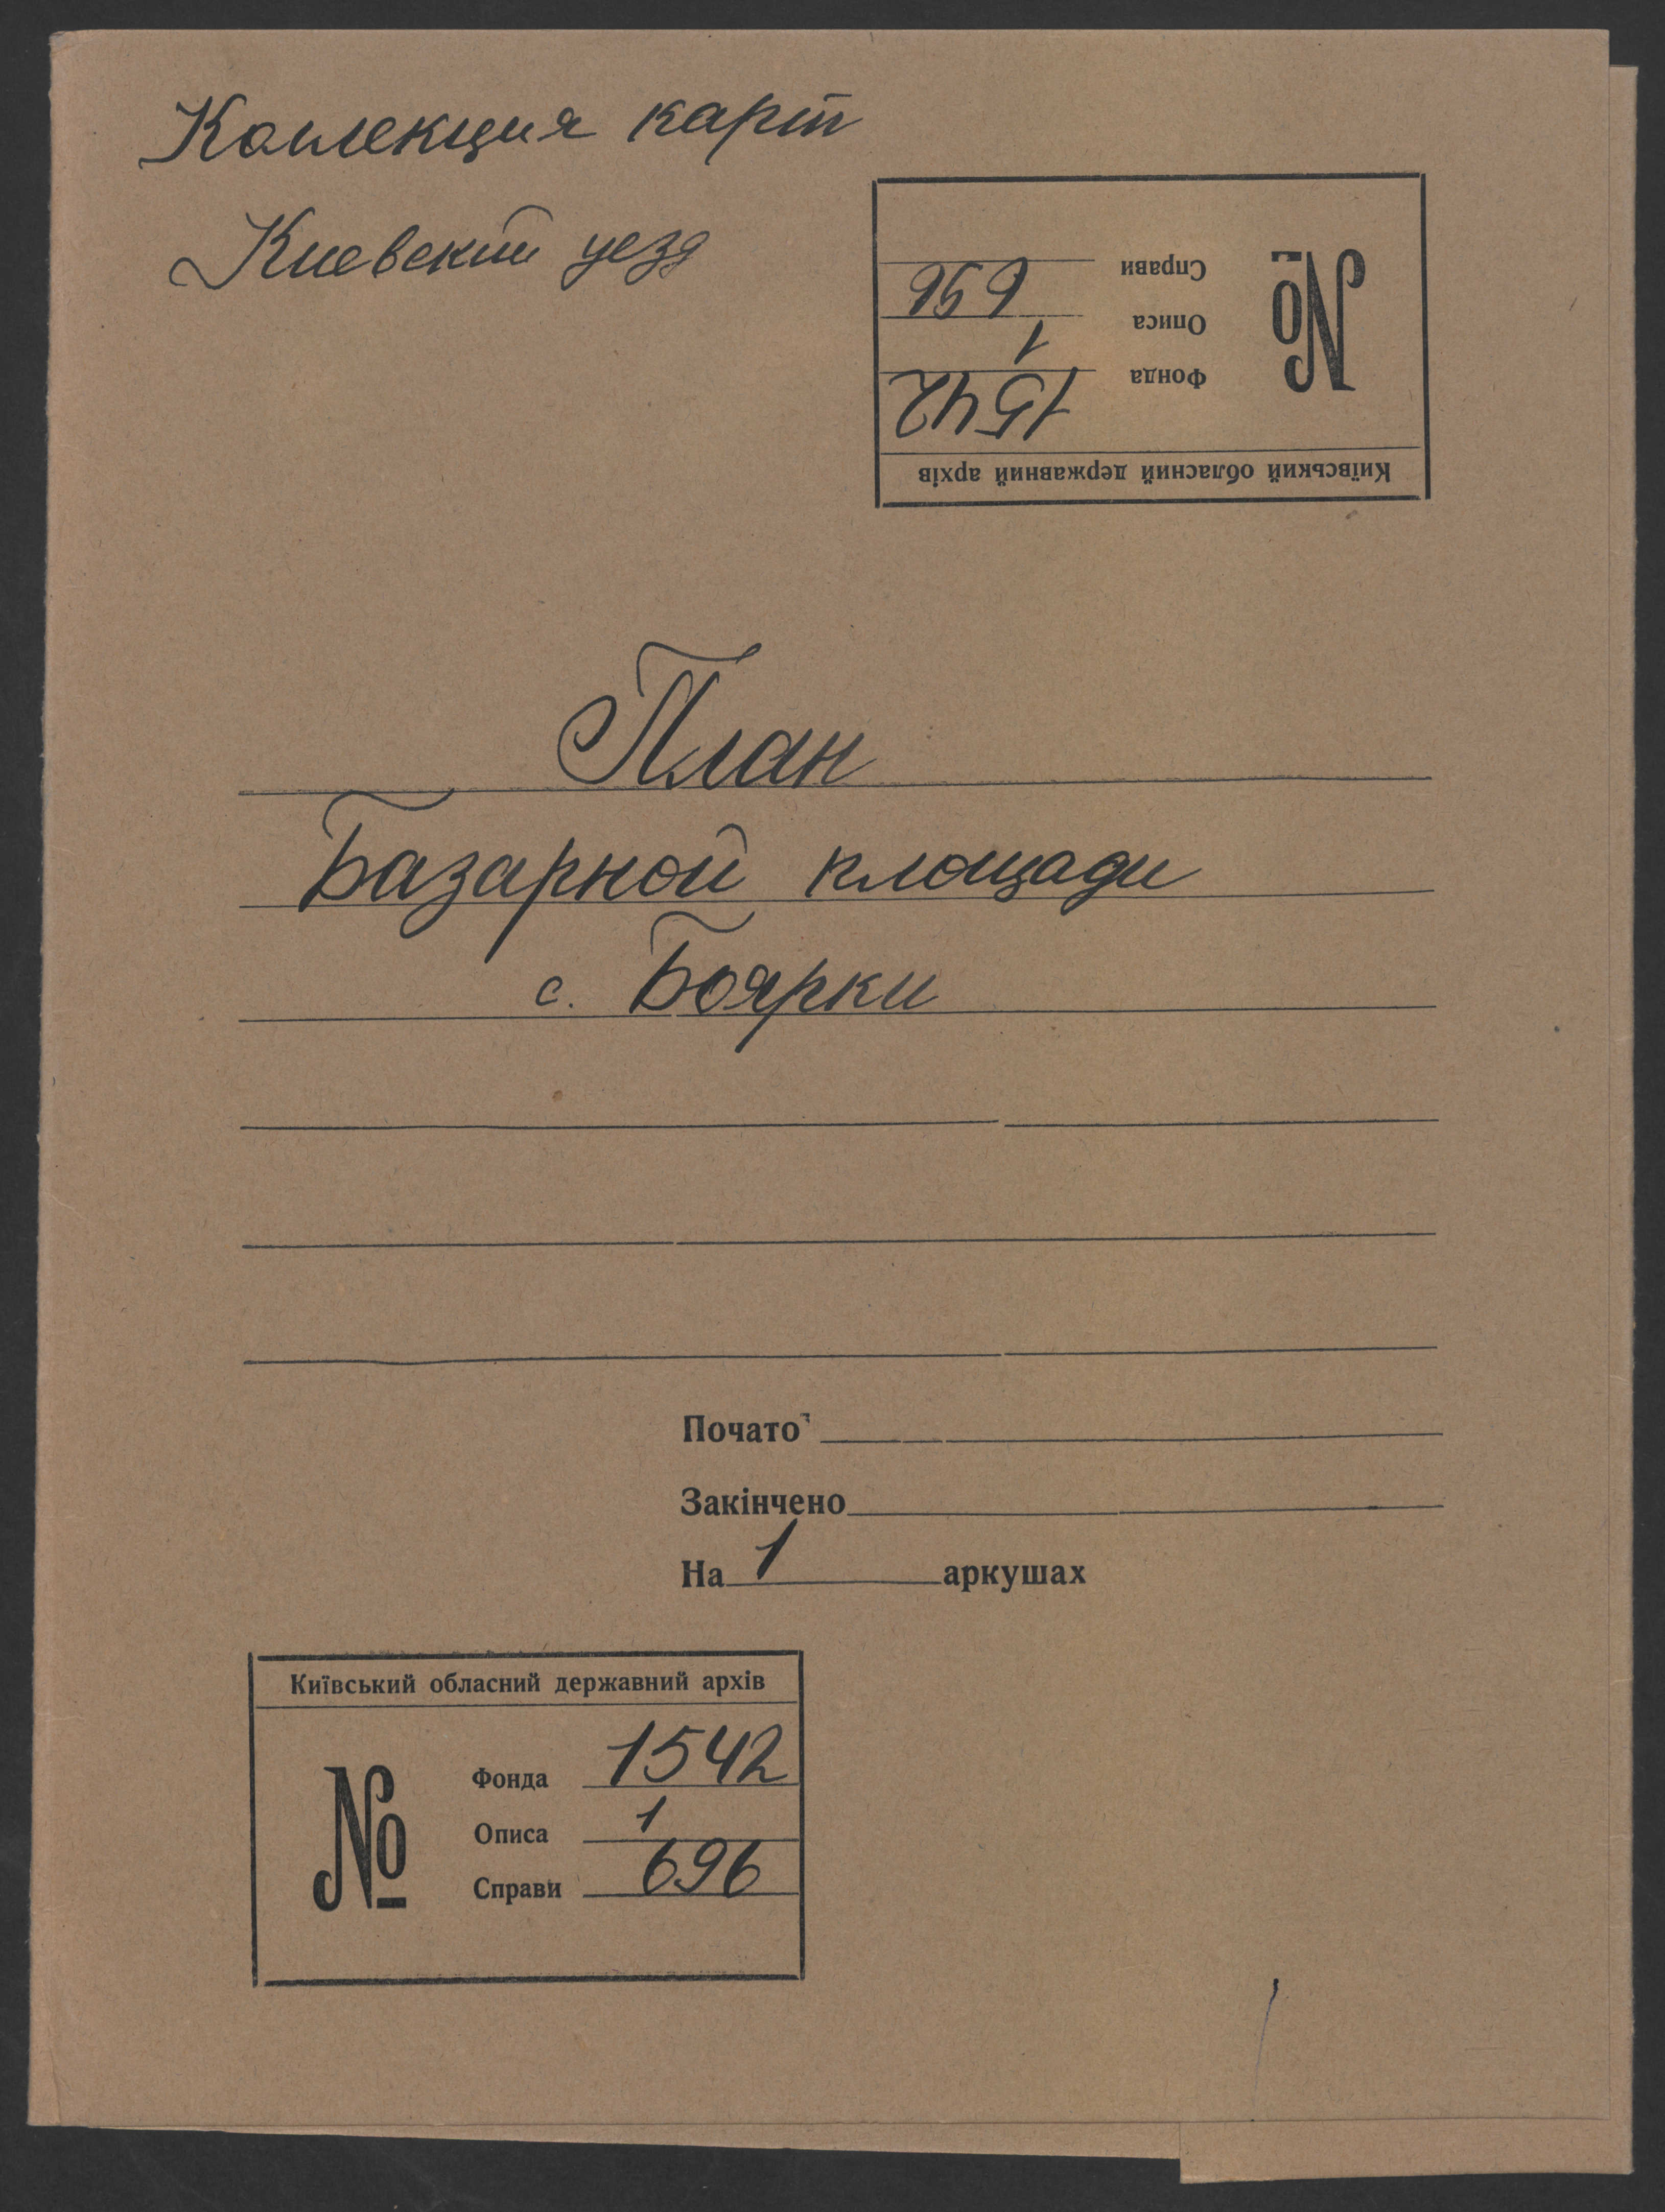 Коллекция карт
Киевский уезд
Київський обласний державний архів
№
Фонда 1542
Описа 1
Справи 696
План
Базарной площади
с. Боярки
Почато
Закінчено
На 1 аркушах
Київський обласний державний архів
№
Фонда 1542
Описа 1
Справи 696